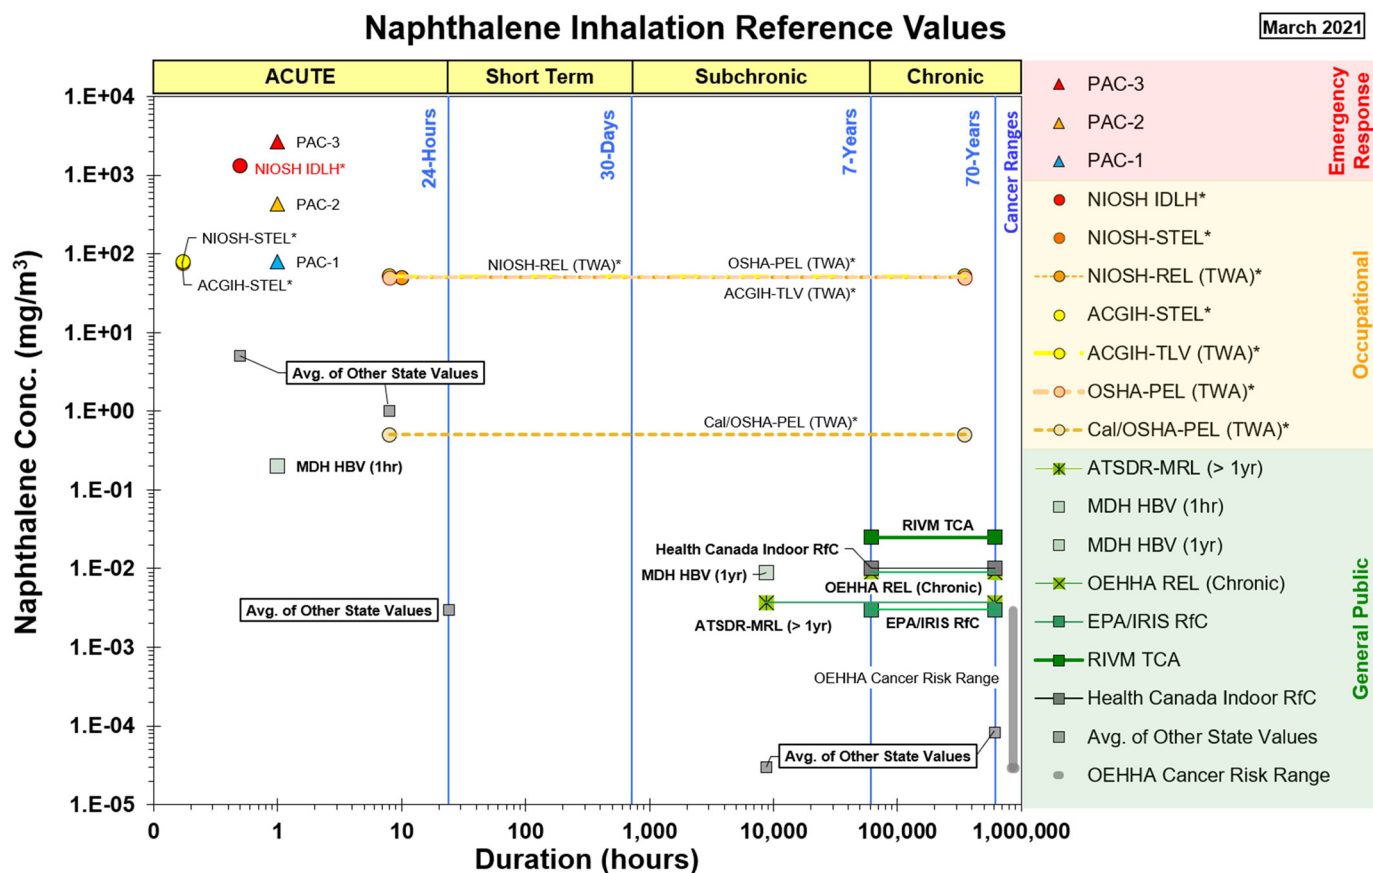 Naphthalene Inhalation Reference Values
March 2021
ACUTE
Short Term
Subchronic
Chronic
Naphthalene Conc. (mg/m³)
1.E+04
1.E+03
1.E+02
1.E+01
1.E+00
1.E-01
1.E-02
1.E-03
1.E-04
1.E-05
24-Hours
30-Days
7-Years
70-Years
Cancer Ranges
PAC-3
NIOSH IDLH*
PAC-2
NIOSH-STEL*
PAC-1
ACGIH-STEL*
NIOSH-REL (TWA)*
OSHA-PEL (TWA)*
ACGIH-TLV (TWA)*
Avg. of Other State Values
Cal/OSHA-PEL (TWA)*
MDH HBV (1hr)
RIVM TCA
Health Canada Indoor RfC
MDH HBV (1yr)
OEHHA REL (Chronic)
Avg. of Other State Values
ATSDR-MRL (> 1yr)
EPA/IRIS RfC
OEHHA Cancer Risk Range
Avg. of Other State Values
0
1
10
100
1,000
10,000
100,000
1,000,000
Duration (hours)
PAC-3
PAC-2
PAC-1
Emergency
Response
NIOSH IDLH*
NIOSH-STEL*
NIOSH-REL (TWA)*
ACGIH-STEL*
ACGIH-TLV (TWA)*
OSHA-PEL (TWA)*
Cal/OSHA-PEL (TWA)*
Occupational
ATSDR-MRL (> 1yr)
MDH HBV (1hr)
MDH HBV (1yr)
OEHHA REL (Chronic)
EPA/IRIS RfC
RIVM TCA
Health Canada Indoor RfC
Avg. of Other State Values
OEHHA Cancer Risk Range
General Public